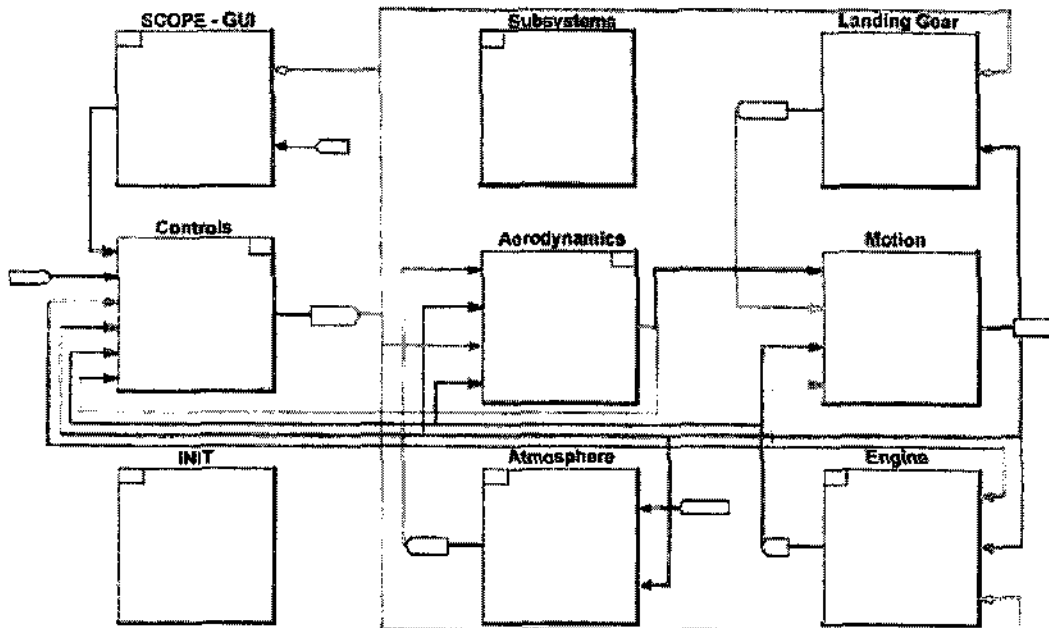 SCOPE - GUI
Subsystems
Landing Gear
Controls
Aerodynamics
Motion
INIT
Atmosphere
Engine